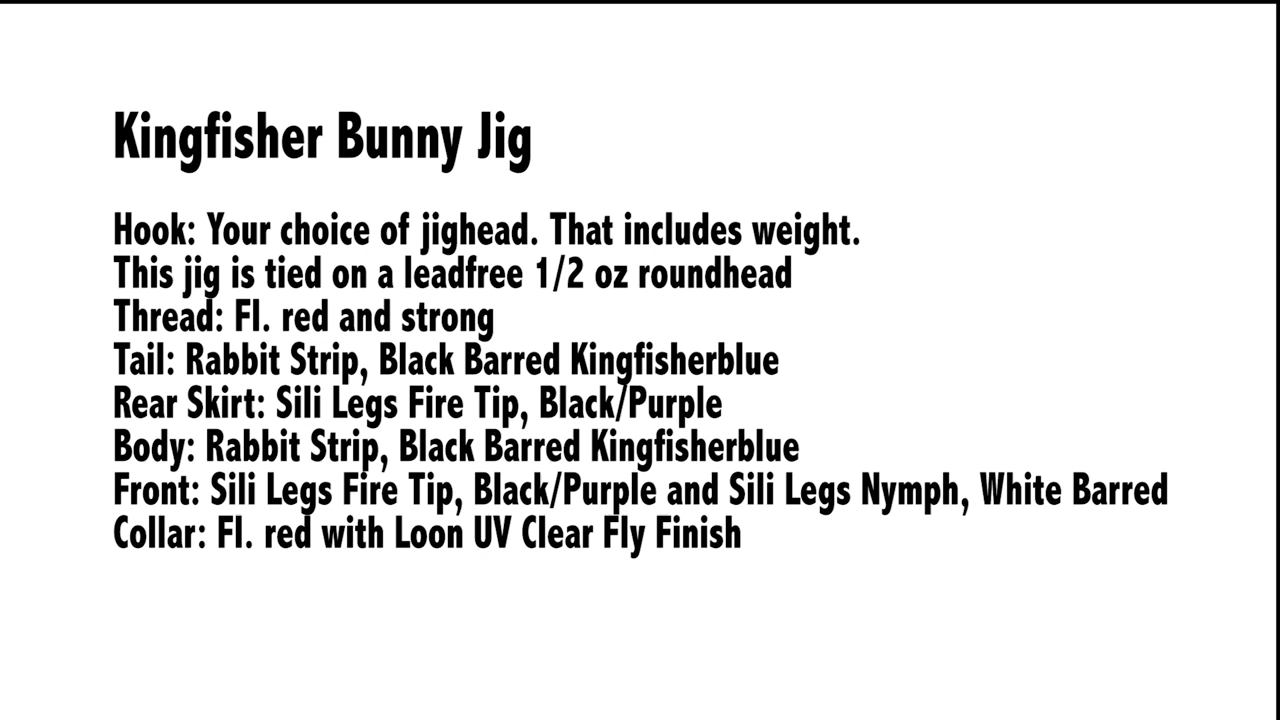 Kingfisher Bunny Jig
Hook: Your choice of jighead. That includes weight.
This jig is tied on a leadfree 1/2 oz roundhead
Thread: Fl. red and strong
Tail: Rabbit Strip, Black Barred Kingfisherblue
Rear Skirt: Sili Legs Fire Tip, Black/Purple
Body: Rabbit Strip, Black Barred Kingfisherblue
Front: Sili Legs Fire Tip, Black/Purple and Sili Legs Nymph, White Barred
Collar: Fl. red with Loon UV Clear Fly Finish